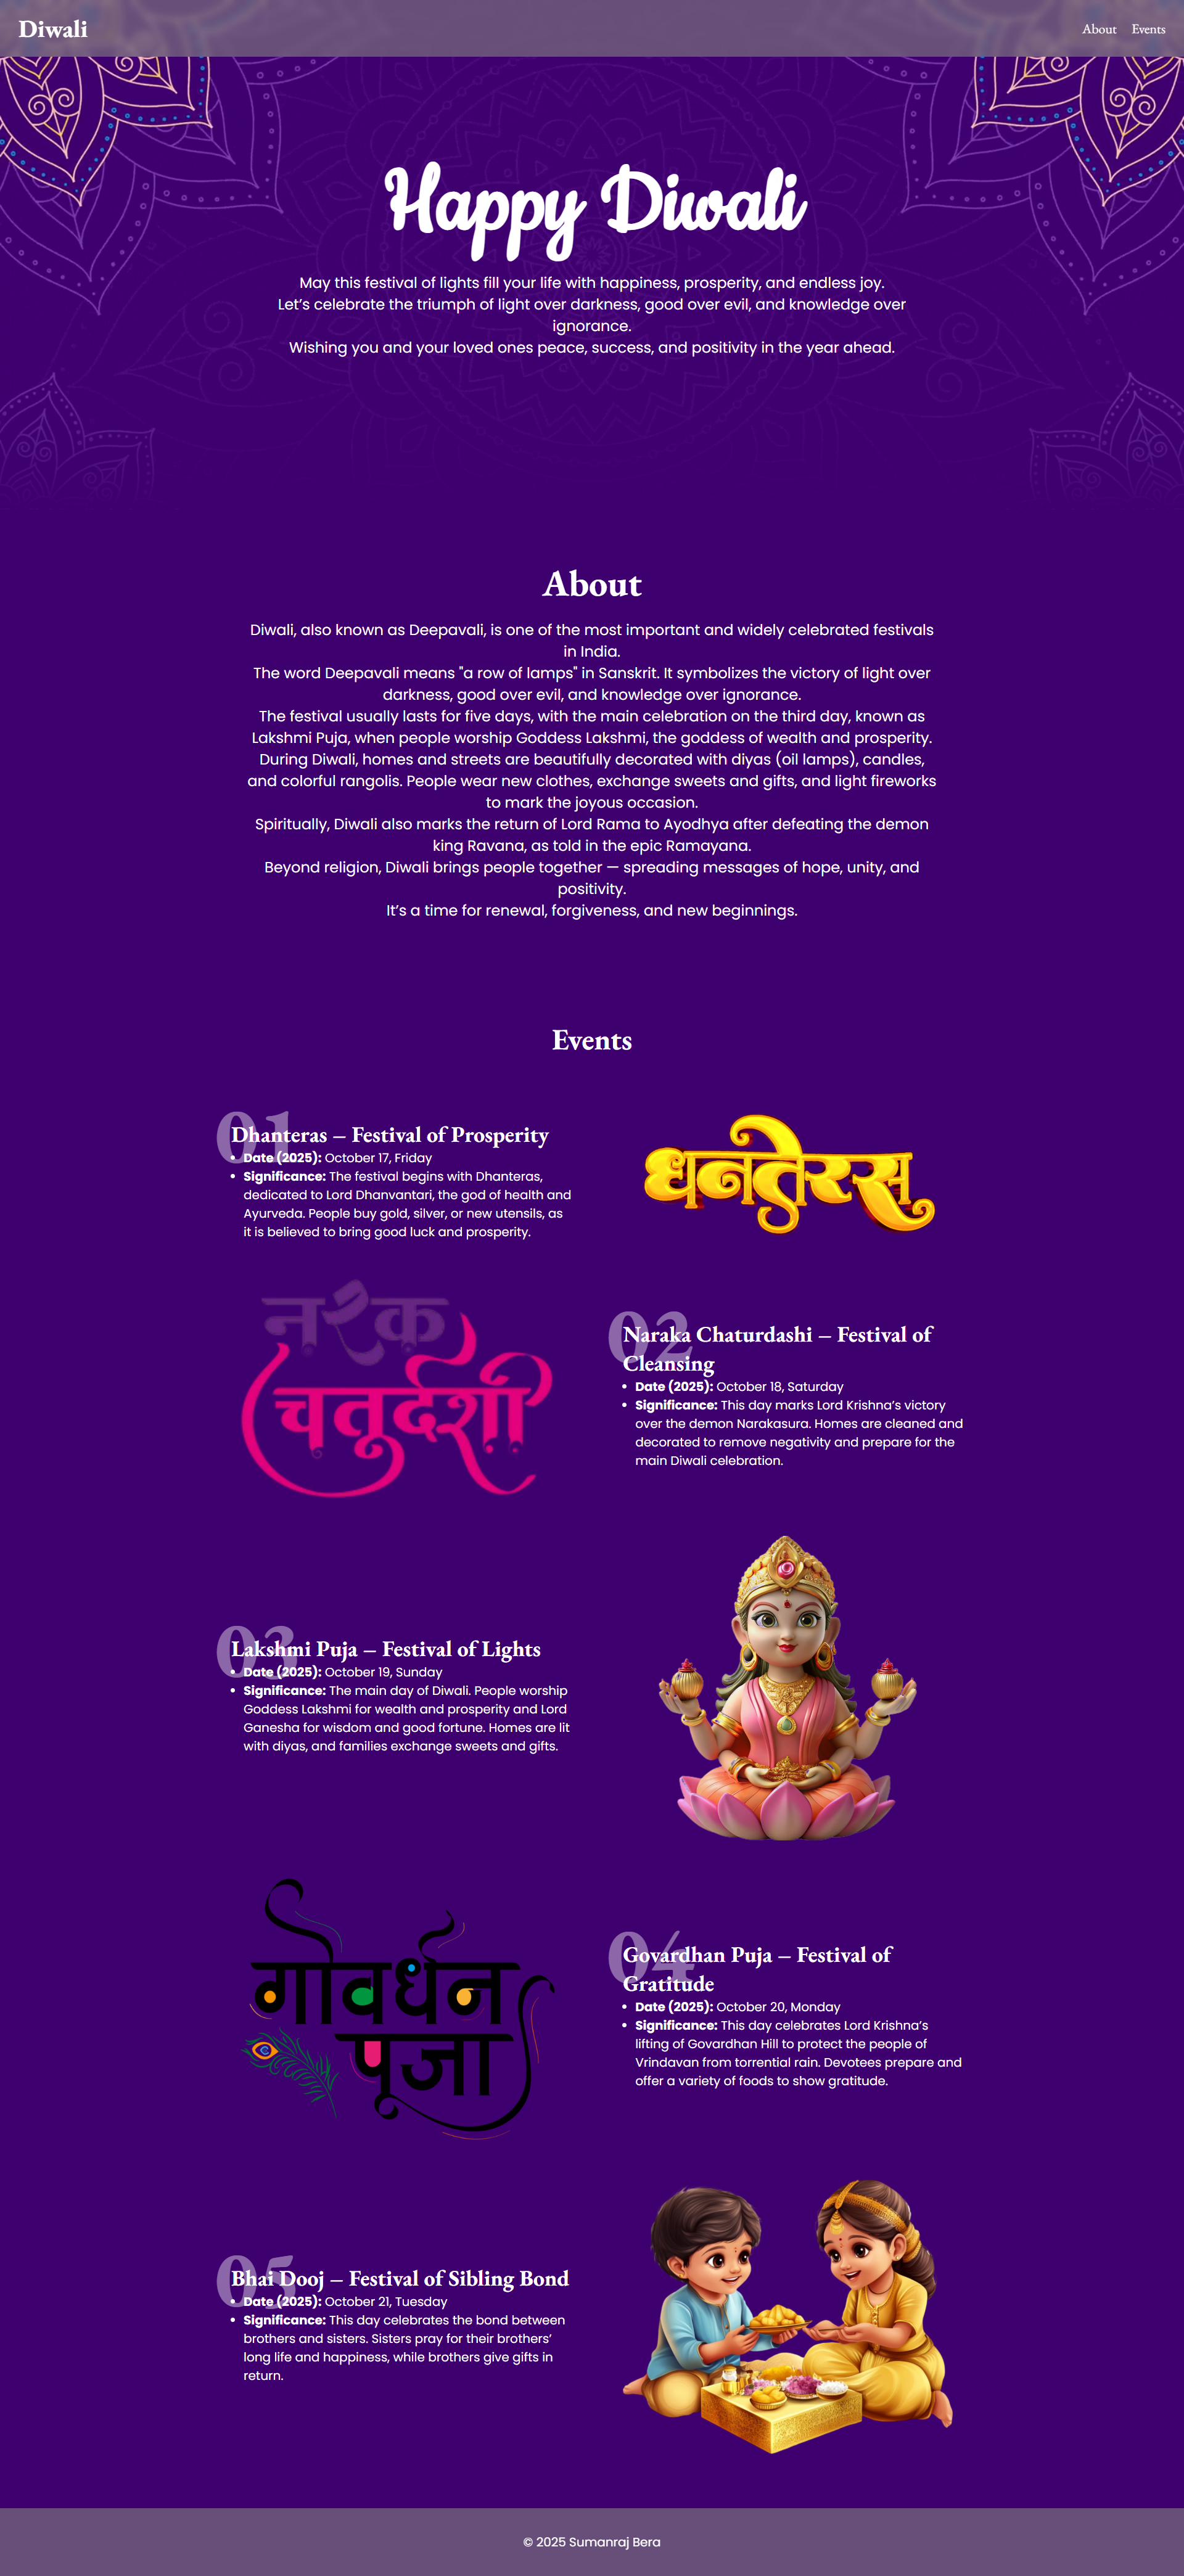 Diwali
About Events
Happy Diwali
May this festival of lights fill your life with happiness, prosperity, and endless joy.
Let’s celebrate the triumph of light over darkness, good over evil, and knowledge over
ignorance.
Wishing you and your loved ones peace, success, and positivity in the year ahead.
About
Diwali, also known as Deepavali, is one of the most important and widely celebrated festivals
in India.
The word Deepavali means "a row of lamps" in Sanskrit. It symbolizes the victory of light over
darkness, good over evil, and knowledge over ignorance.
The festival usually lasts for five days, with the main celebration on the third day, known as
Lakshmi Puja, when people worship Goddess Lakshmi, the goddess of wealth and prosperity.
During Diwali, homes and streets are beautifully decorated with diyas (oil lamps), candles,
and colorful rangolis. People wear new clothes, exchange sweets and gifts, and light fireworks
to mark the joyous occasion.
Spiritually, Diwali also marks the return of Lord Rama to Ayodhya after defeating the demon
king Ravana, as told in the epic Ramayana.
Beyond religion, Diwali brings people together — spreading messages of hope, unity, and
positivity.
It’s a time for renewal, forgiveness, and new beginnings.
Events
01
Dhanteras – Festival of Prosperity
• Date (2025): October 17, Friday
• Significance: The festival begins with Dhanteras,
dedicated to Lord Dhanvantari, the god of health and
Ayurveda. People buy gold, silver, or new utensils, as
it is believed to bring good luck and prosperity.
धनतेरस
नरक
चतुर्दशी
02
Naraka Chaturdashi – Festival of
Cleansing
• Date (2025): October 18, Saturday
• Significance: This day marks Lord Krishna’s victory
over the demon Narakasura. Homes are cleaned and
decorated to remove negativity and prepare for the
main Diwali celebration.
03
Lakshmi Puja – Festival of Lights
• Date (2025): October 19, Sunday
• Significance: The main day of Diwali. People worship
Goddess Lakshmi for wealth and prosperity and Lord
Ganesha for wisdom and good fortune. Homes are lit
with diyas, and families exchange sweets and gifts.
गोवर्धन
पूजा
04
Govardhan Puja – Festival of
Gratitude
• Date (2025): October 20, Monday
• Significance: This day celebrates Lord Krishna’s
lifting of Govardhan Hill to protect the people of
Vrindavan from torrential rain. Devotees prepare and
offer a variety of foods to show gratitude.
05
Bhai Dooj – Festival of Sibling Bond
• Date (2025): October 21, Tuesday
• Significance: This day celebrates the bond between
brothers and sisters. Sisters pray for their brothers’
long life and happiness, while brothers give gifts in
return.
© 2025 Sumanraj Bera